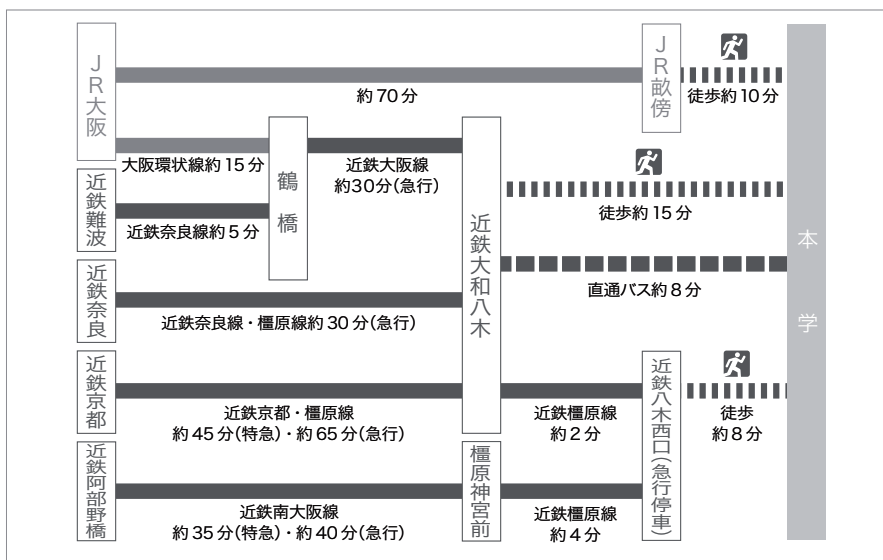 JR大阪
JR畝傍
約70分
徒歩約10分
大阪環状線約15分
鶴橋
近鉄大阪線
約30分(急行)
近鉄難波
近鉄奈良線約5分
近鉄大和八木
徒歩約15分
本学
直通バス約8分
近鉄奈良
近鉄奈良線・橿原線約30分(急行)
近鉄京都
近鉄京都・橿原線
約45分(特急)・約65分(急行)
近鉄橿原線
約2分
近鉄八木西口(急行停車)
徒歩
約8分
近鉄阿部野橋
近鉄南大阪線
約35分(特急)・約40分(急行)
橿原神宮前
近鉄橿原線
約4分